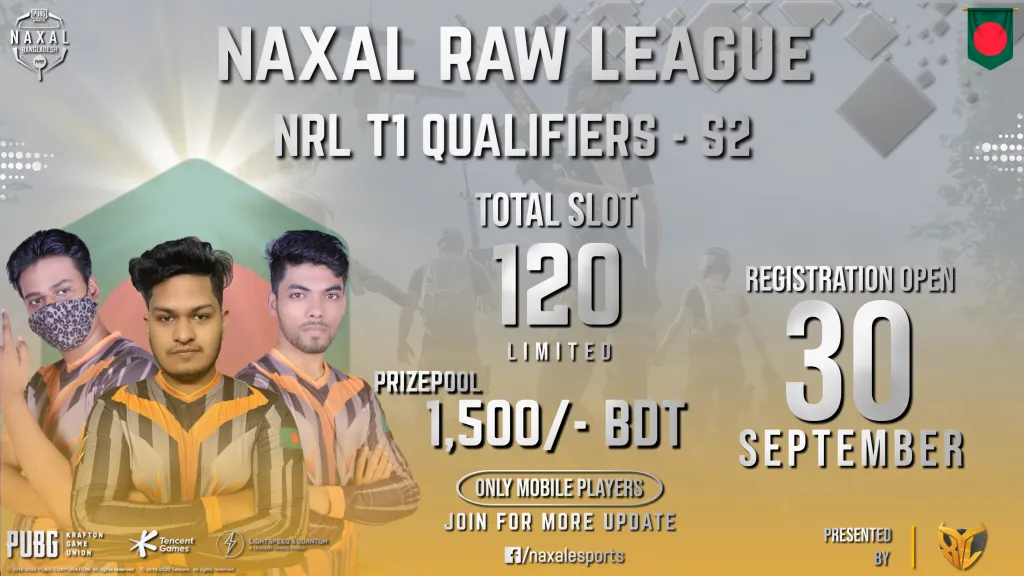 PUBG
NAXAL
BANGLADESH
NAXAL RAW LEAGUE
NRL T1 QUALIFIERS - S2
TOTAL SLOT
120
LIMITED
REGISTRATION OPEN
30
SEPTEMBER
PRIZEPOOL
1,500/- BDT
ONLY MOBILE PLAYERS
JOIN FOR MORE UPDATE
f/naxalesports
PUBG
KRAFTON
GAME
UNION
Tencent
Games
LIGHTSPEED & QUANTUM
PRESENTED
BY